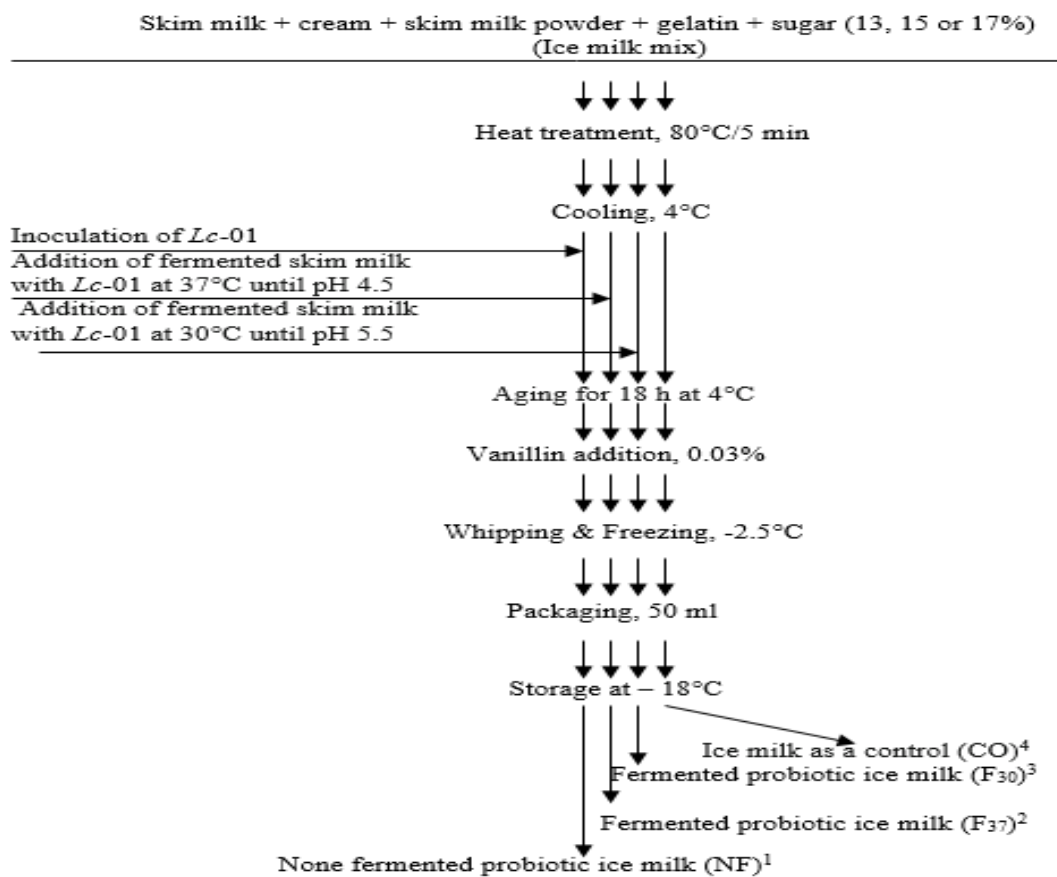 Skim milk + cream + skim milk powder + gelatin + sugar (13, 15 or 17%)
(Ice milk mix)
Heat treatment, 80°C/5 min
Cooling, 4°C
Inoculation of Lc-01
Addition of fermented skim milk
with Lc-01 at 37°C until pH 4.5
Addition of fermented skim milk
with Lc-01 at 30°C until pH 5.5
Aging for 18 h at 4°C
Vanillin addition, 0.03%
Whipping & Freezing, -2.5°C
Packaging, 50 ml
Storage at – 18°C
Ice milk as a control (CO)⁴
Fermented probiotic ice milk (F₃₀)³
Fermented probiotic ice milk (F₃₇)²
None fermented probiotic ice milk (NF)¹